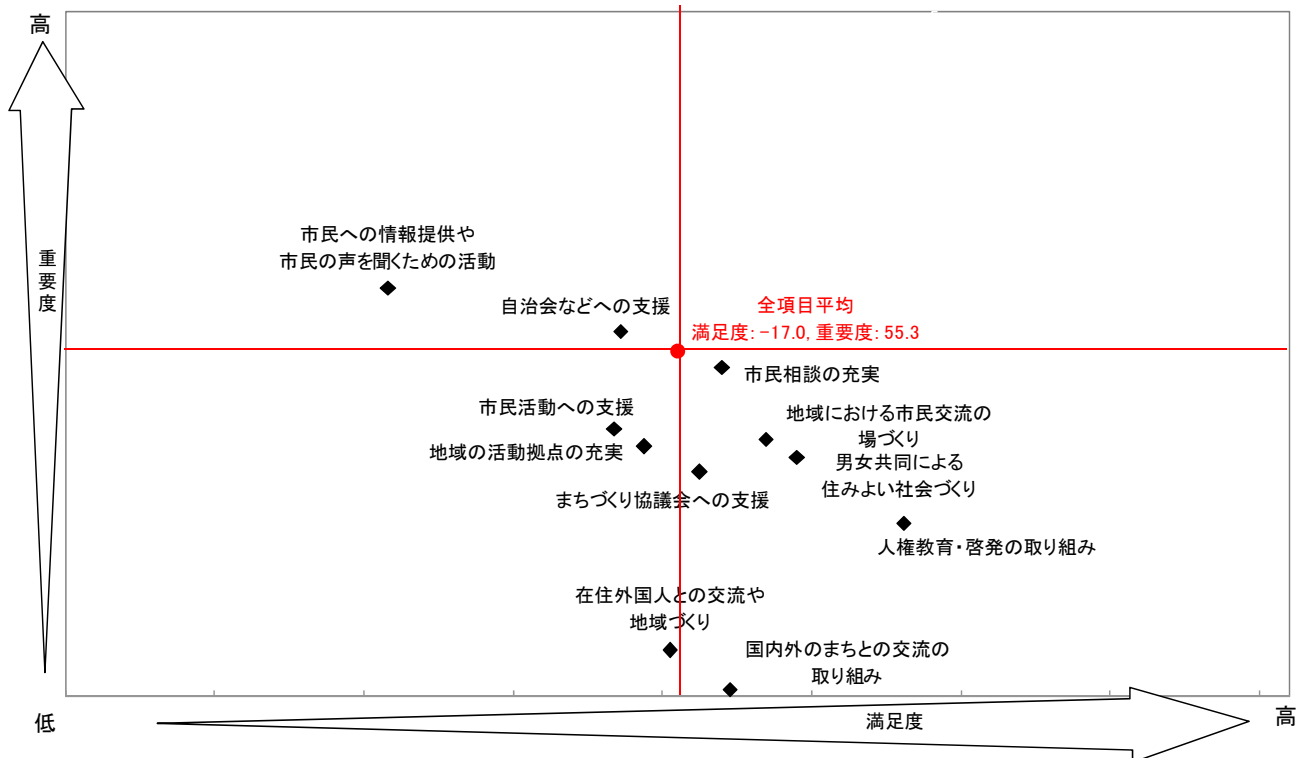 高
重
要
度
市民への情報提供や
市民の声を聞くための活動
自治会などへの支援
全項目平均
満足度: -17.0, 重要度: 55.3
市民相談の充実
市民活動への支援
地域における市民交流の
場づくり
地域の活動拠点の充実
男女共同による
住みよい社会づくり
まちづくり協議会への支援
人権教育・啓発の取り組み
在住外国人との交流や
地域づくり
国内外のまちとの交流の
取り組み
低
満足度
高